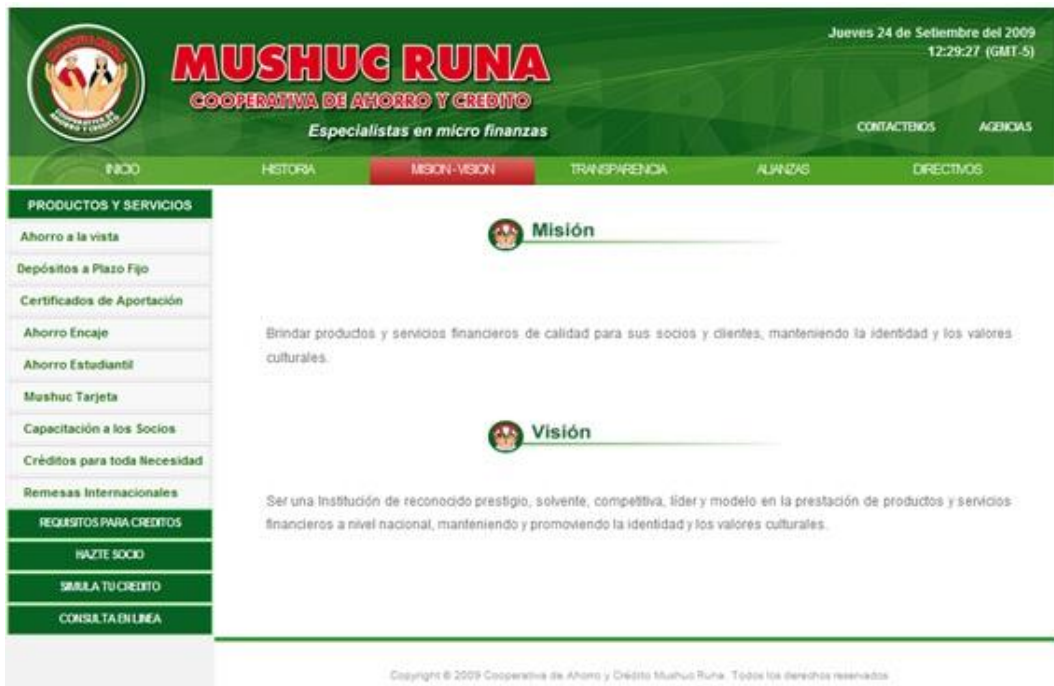 Jueves 24 de Setiembre del 2009
12:29:27 (GMT-5)
MUSHUC RUNA
COOPERATIVA DE AHORRO Y CREDITO
Especialistas en micro finanzas
CONTACTENOS AGENCIAS
INICIO HISTORIA MISION - VISION TRANSPARENCIA ALIANZAS DIRECTIVOS
PRODUCTOS Y SERVICIOS
Ahorro a la vista
Depósitos a Plazo Fijo
Certificados de Aportación
Ahorro Encaje
Ahorro Estudiantil
Mushuc Tarjeta
Capacitación a los Socios
Créditos para toda Necesidad
Remesas Internacionales
REQUISITOS PARA CREDITOS
HAZTE SOCIO
SIMULA TU CREDITO
CONSULTA EN LINEA
Misión
Brindar productos y servicios financieros de calidad para sus socios y clientes, manteniendo la identidad y los valores
culturales.
Visión
Ser una Institución de reconocido prestigio, solvente, competitiva, líder y modelo en la prestación de productos y servicios
financieros a nivel nacional, manteniendo y promoviendo la identidad y los valores culturales.
Copyright © 2009 Cooperativa de Ahorro y Crédito Mushuc Runa. Todos los derechos reservados